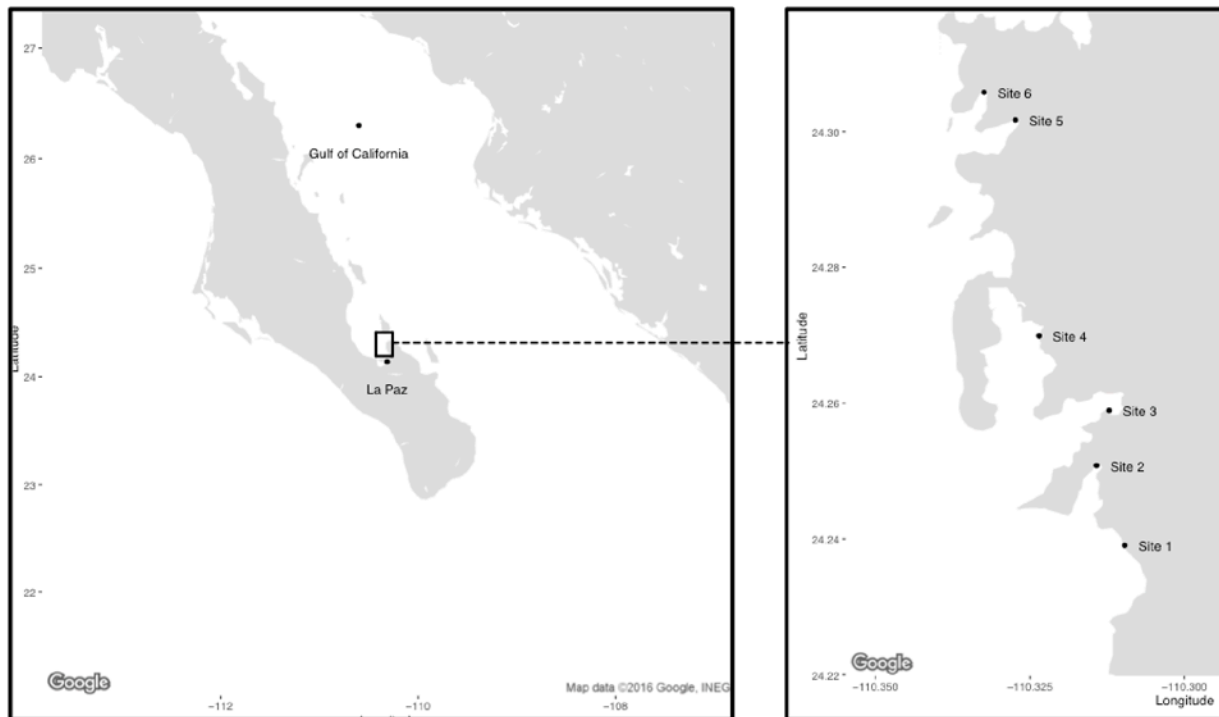 27
26
25
24
23
22
Latitude
Gulf of California
La Paz
Google
Map data ©2016 Google, INEG
-112
-110
-108
24.30
24.28
24.26
24.24
24.22
Latitude
Site 6
Site 5
Site 4
Site 3
Site 2
Site 1
Google
-110.350
-110.325
-110.300
Longitude